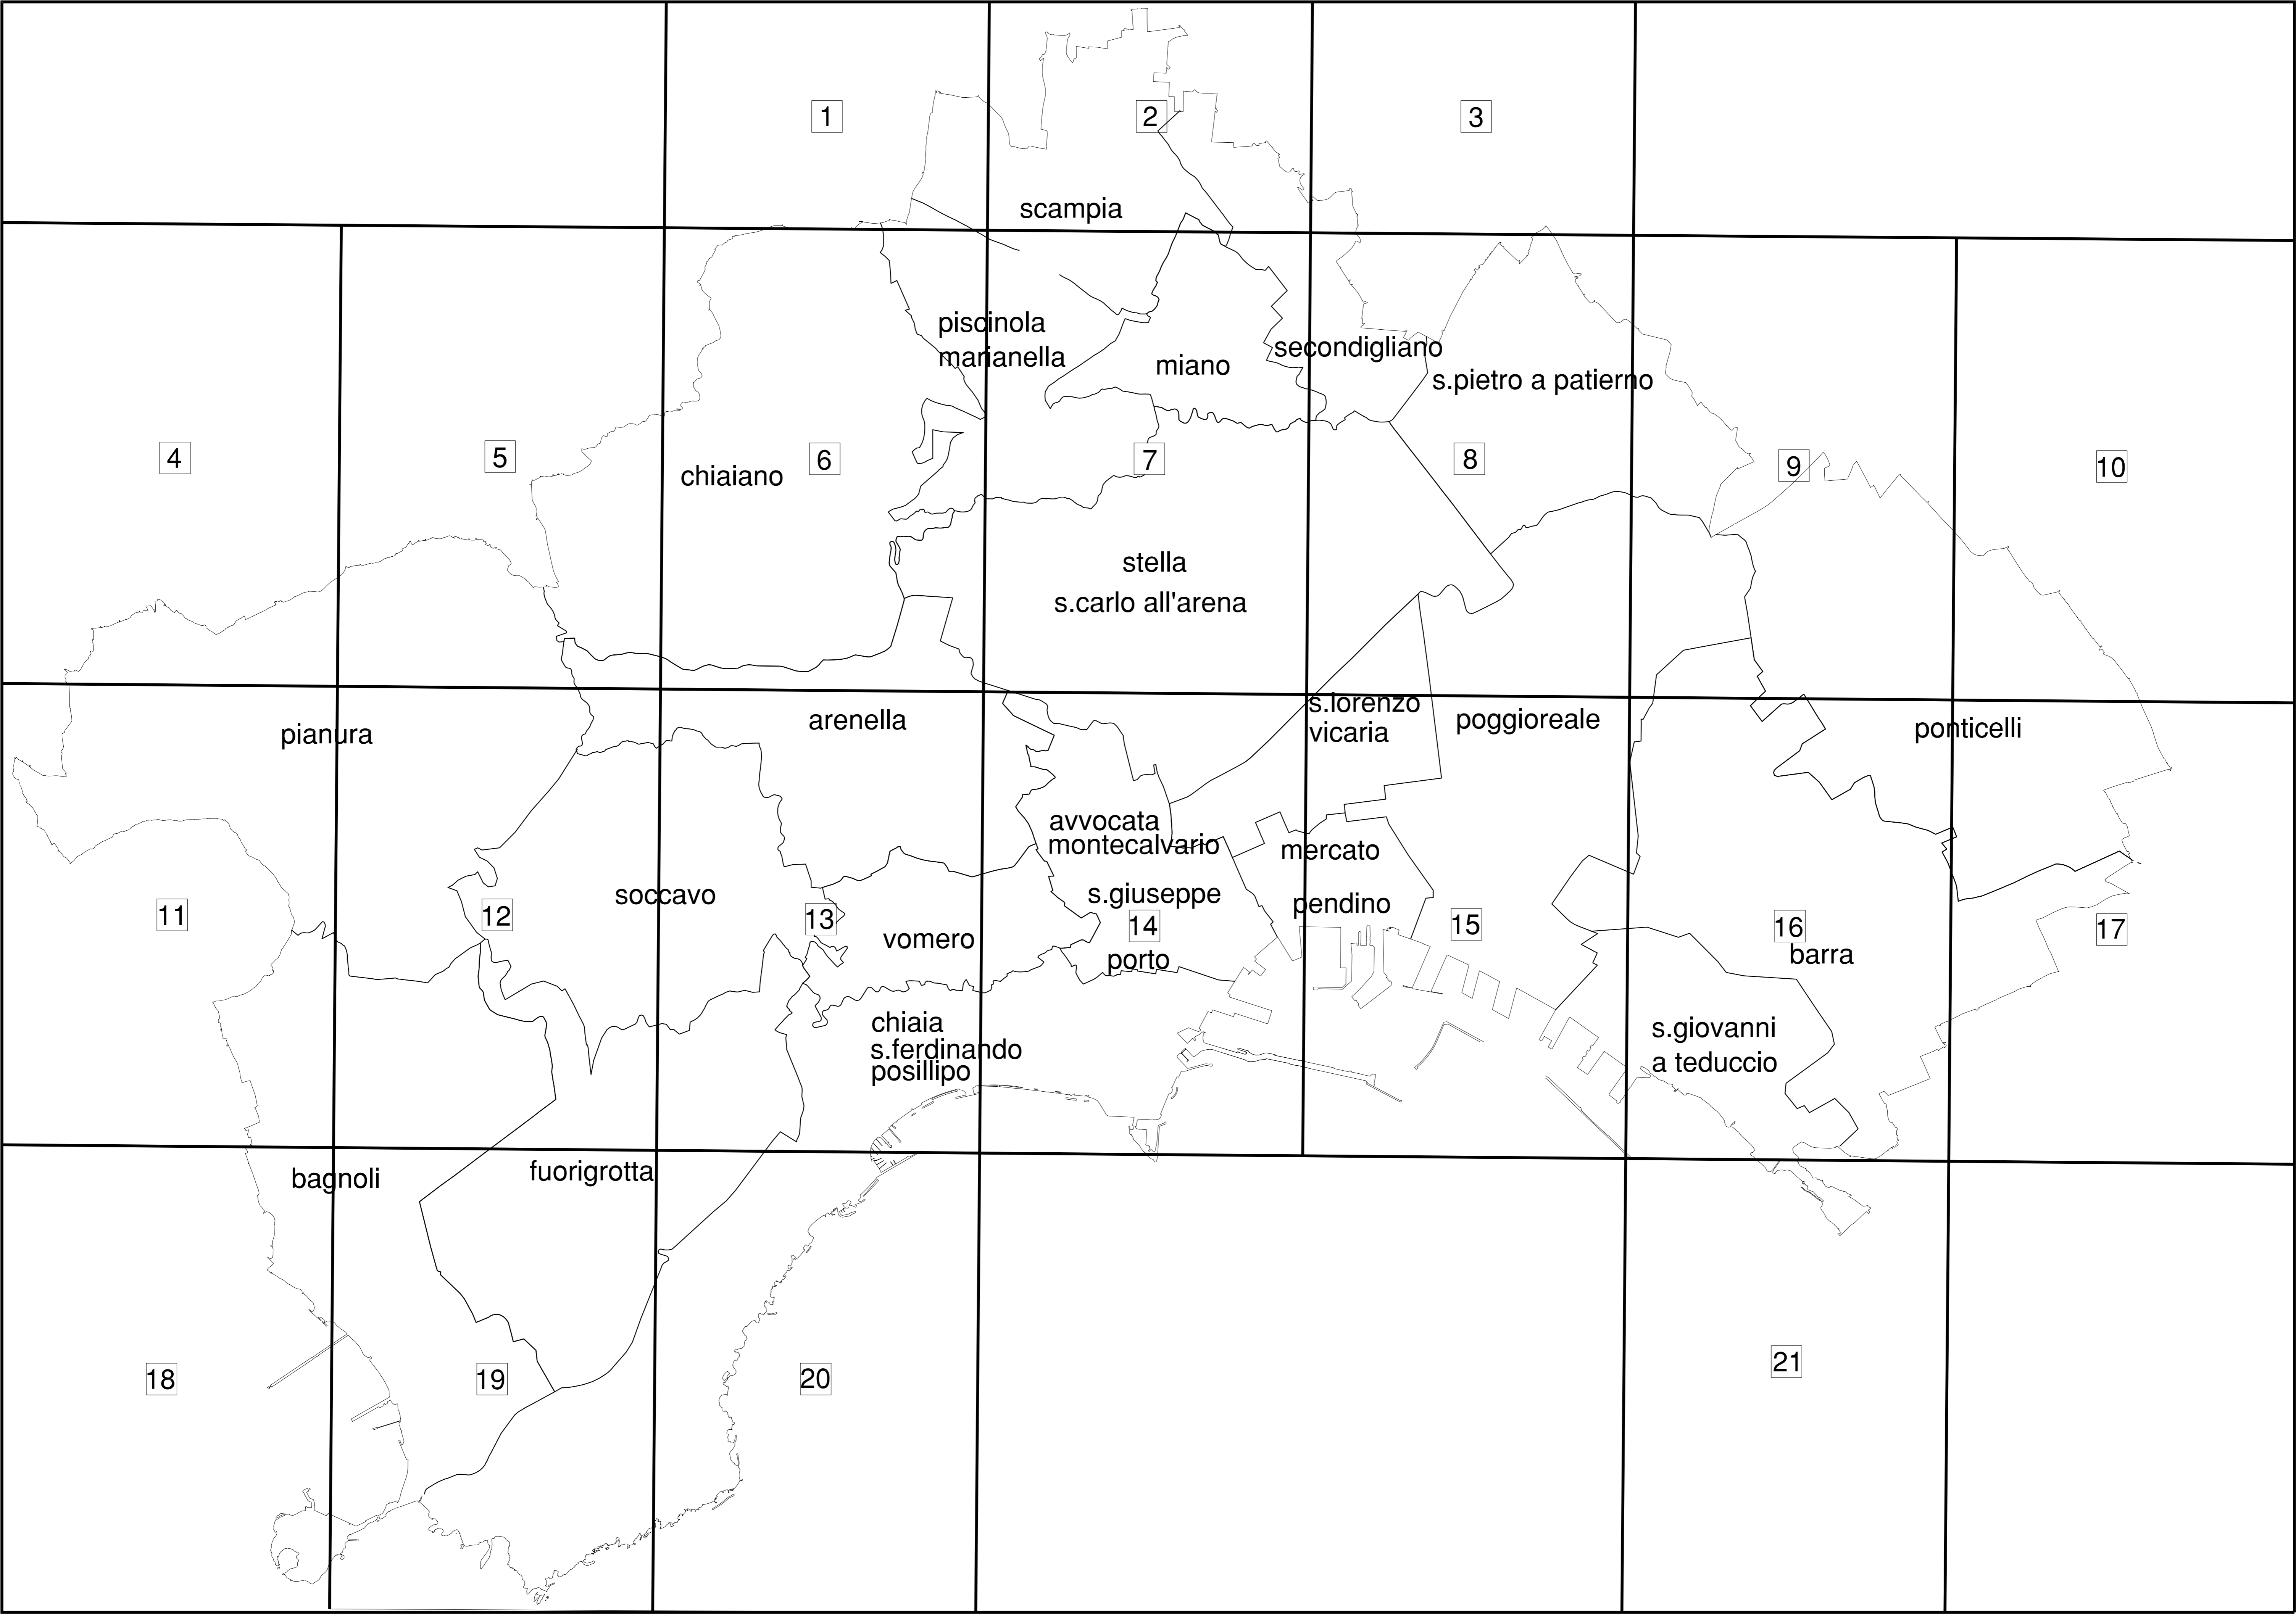 1
2
3
scampia
piscinola
marianella
miano
secondigliano
s.pietro a patierno
4
5
chiaiano
6
7
8
9
10
stella
s.carlo all'arena
pianura
arenella
s.lorenzo
vicaria
poggioreale
ponticelli
avvocata
montecalvario
mercato
soccavo
s.giuseppe
pendino
11
12
13
vomero
14
porto
15
16
barra
17
chiaia
s.ferdinando
posillipo
s.giovanni
a teduccio
bagnoli
fuorigrotta
18
19
20
21